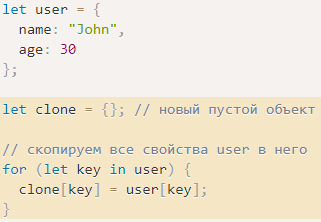 let user = {
  name: "John",
  age: 30
};
let clone = {}; // новый пустой объект
// скопируем все свойства user в него
for (let key in user) {
  clone[key] = user[key];
}